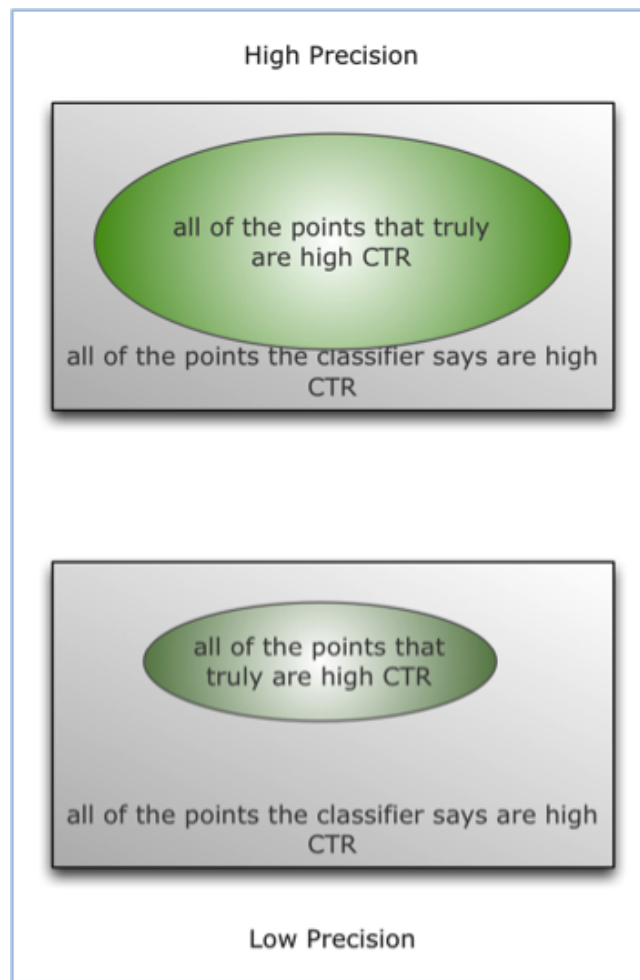 High Precision
all of the points that truly
are high CTR
all of the points the classifier says are high
CTR
all of the points that
truly are high CTR
all of the points the classifier says are high
CTR
Low Precision